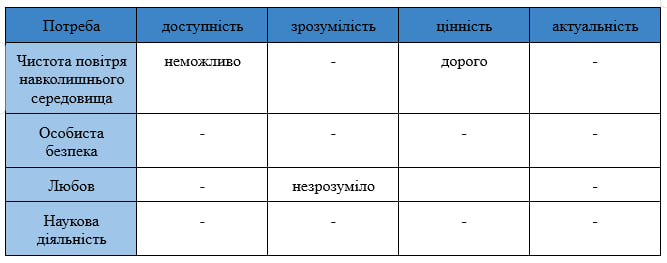 Потреба доступність зрозумілість цінність актуальність
Чистота повітря
навколишнього
середовища
неможливо - дорого -
Особиста
безпека
- - - -
Любов - незрозуміло -
Наукова
діяльність
- - - -